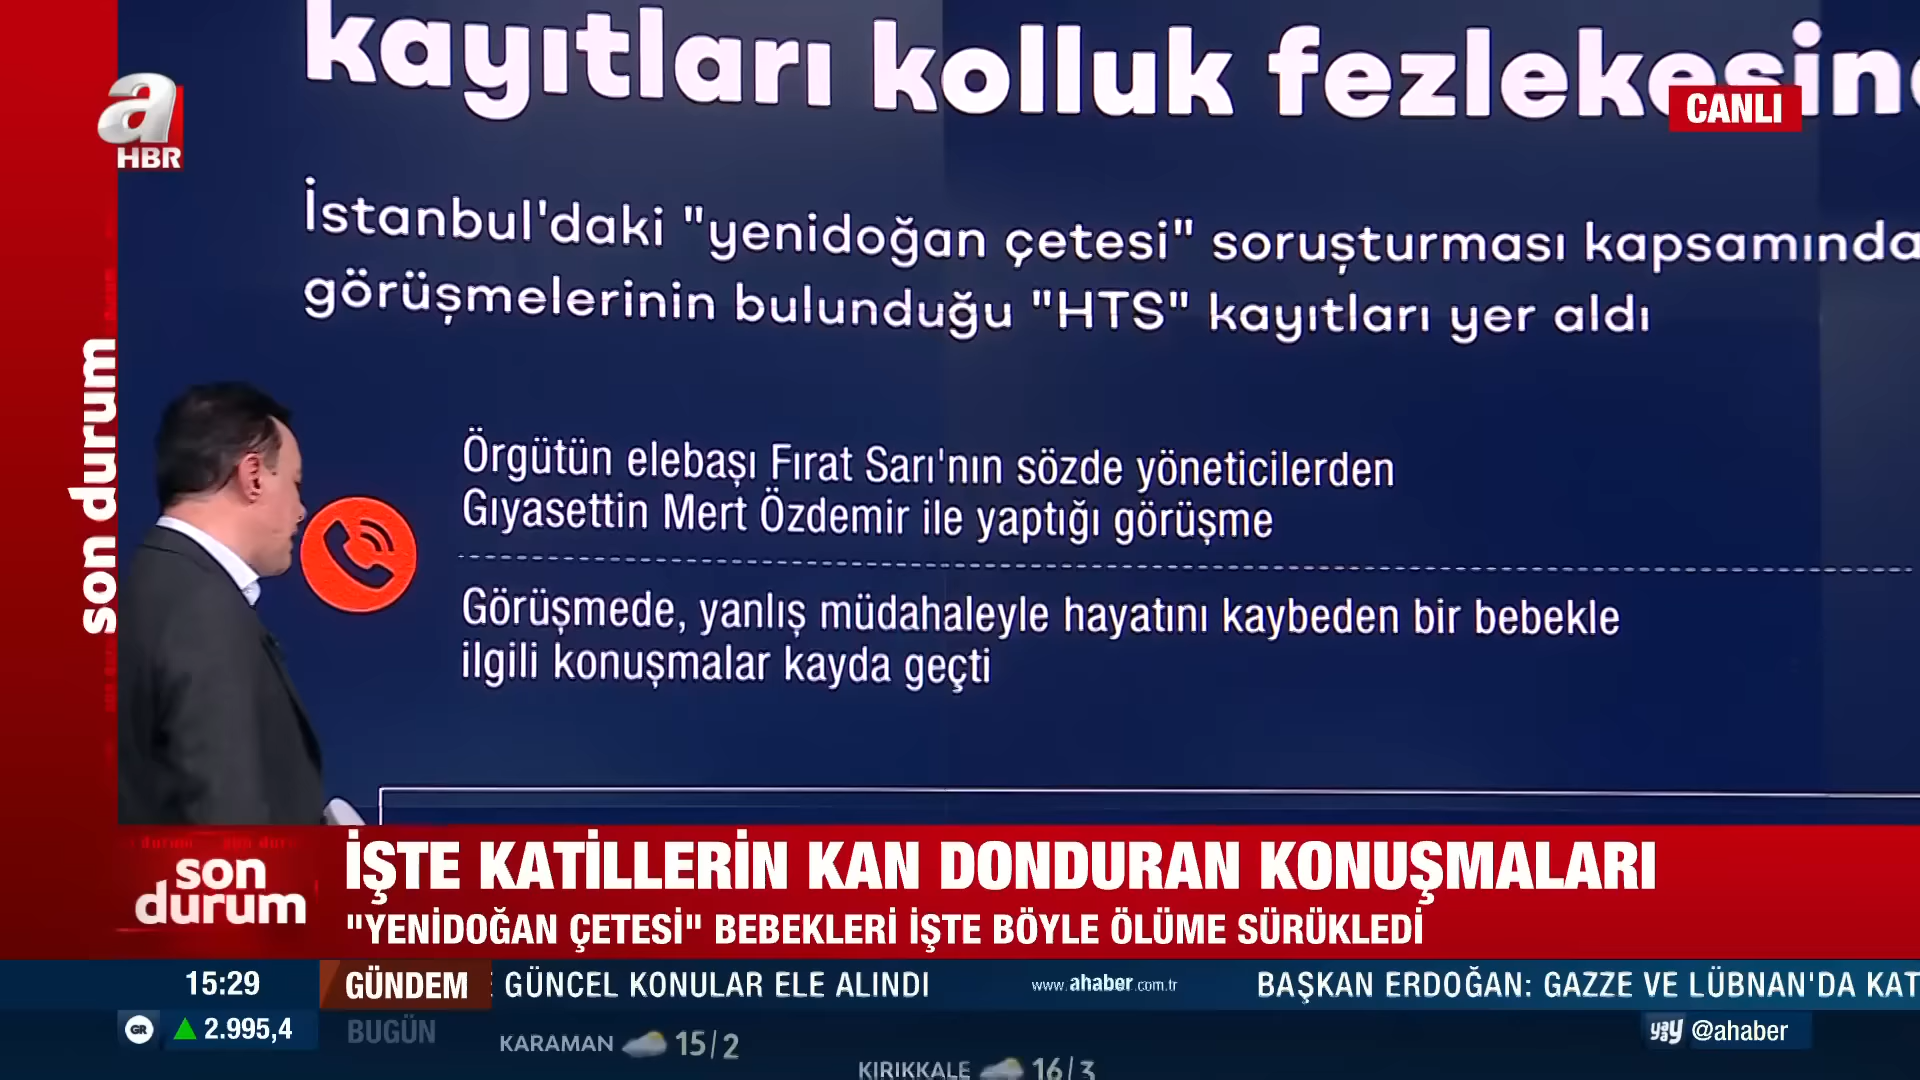 kayıtları kolluk fezlekesin
CANLI
a
HBR
İstanbul'daki "yenidoğan çetesi" soruşturması kapsamında
görüşmelerinin bulunduğu "HTS" kayıtları yer aldı
son durum
Örgütün elebaşı Fırat Sarı'nın sözde yöneticilerden
Gıyasettin Mert Özdemir ile yaptığı görüşme
Görüşmede, yanlış müdahaleyle hayatını kaybeden bir bebekle
ilgili konuşmalar kayda geçti
son
durum
İŞTE KATİLLERİN KAN DONDURAN KONUŞMALARI
"YENİDOĞAN ÇETESİ" BEBEKLERİ İŞTE BÖYLE ÖLÜME SÜRÜKLEDİ
15:29
GÜNDEM
GÜNCEL KONULAR ELE ALINDI
www.ahaber.com.tr
BAŞKAN ERDOĞAN: GAZZE VE LÜBNAN'DA KAT
GR
2.995,4
BUGÜN
KARAMAN 15/2
KIRIKKALE 16/3
yay @ahaber